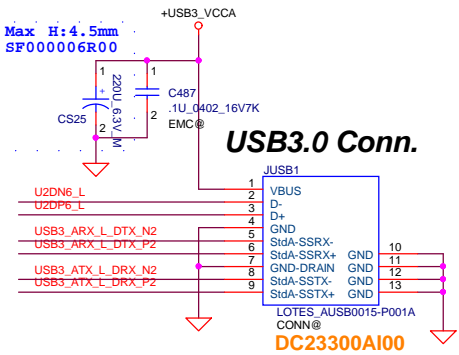 +USB3_VCCA
Max H:4.5mm
SF000006R00
1
1
+
220U_6.3V_M
C487
.1U_0402_16V7K
EMC@
CS25
2
2
USB3.0 Conn.
JUSB1
1 VBUS
U2DN6_L 2 D-
U2DP6_L 3 D+
4 GND
USB3_ARX_L_DTX_N2 5 StdA-SSRX-
USB3_ARX_L_DTX_P2 6 StdA-SSRX+ GND 10
7 GND-DRAIN GND 11
USB3_ATX_L_DRX_N2 8 StdA-SSTX- GND 12
USB3_ATX_L_DRX_P2 9 StdA-SSTX+ GND 13
LOTES_AUSB0015-P001A
CONN@
DC23300AI00